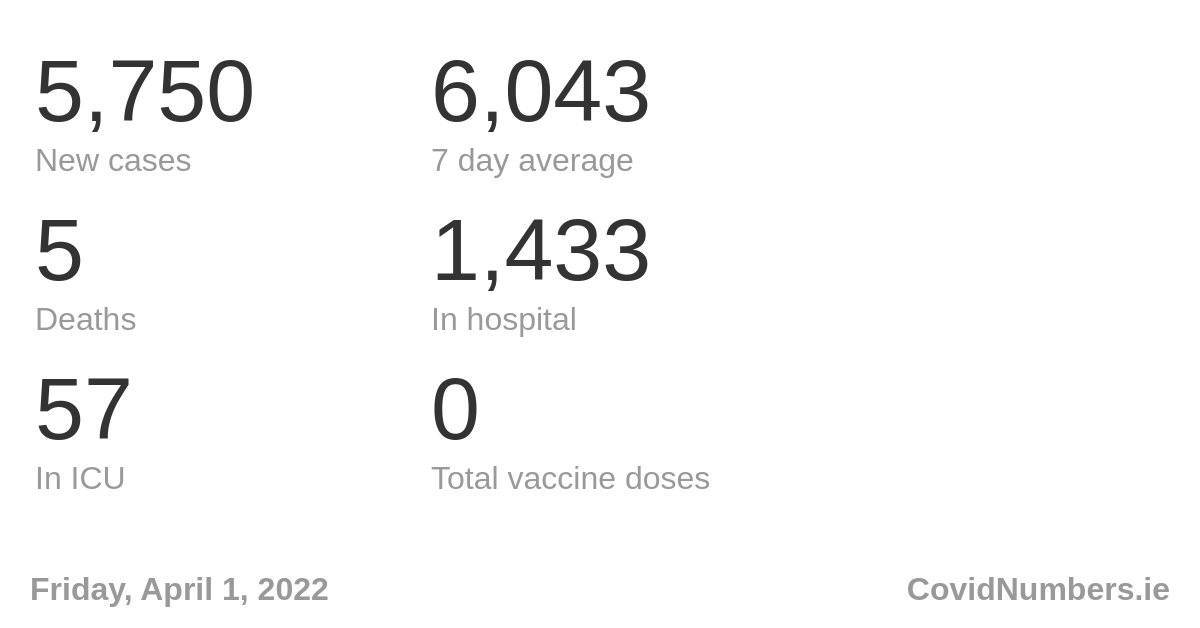 5,750 6,043
New cases 7 day average
5 1,433
Deaths In hospital
57 0
In ICU Total vaccine doses
Friday, April 1, 2022 CovidNumbers.ie